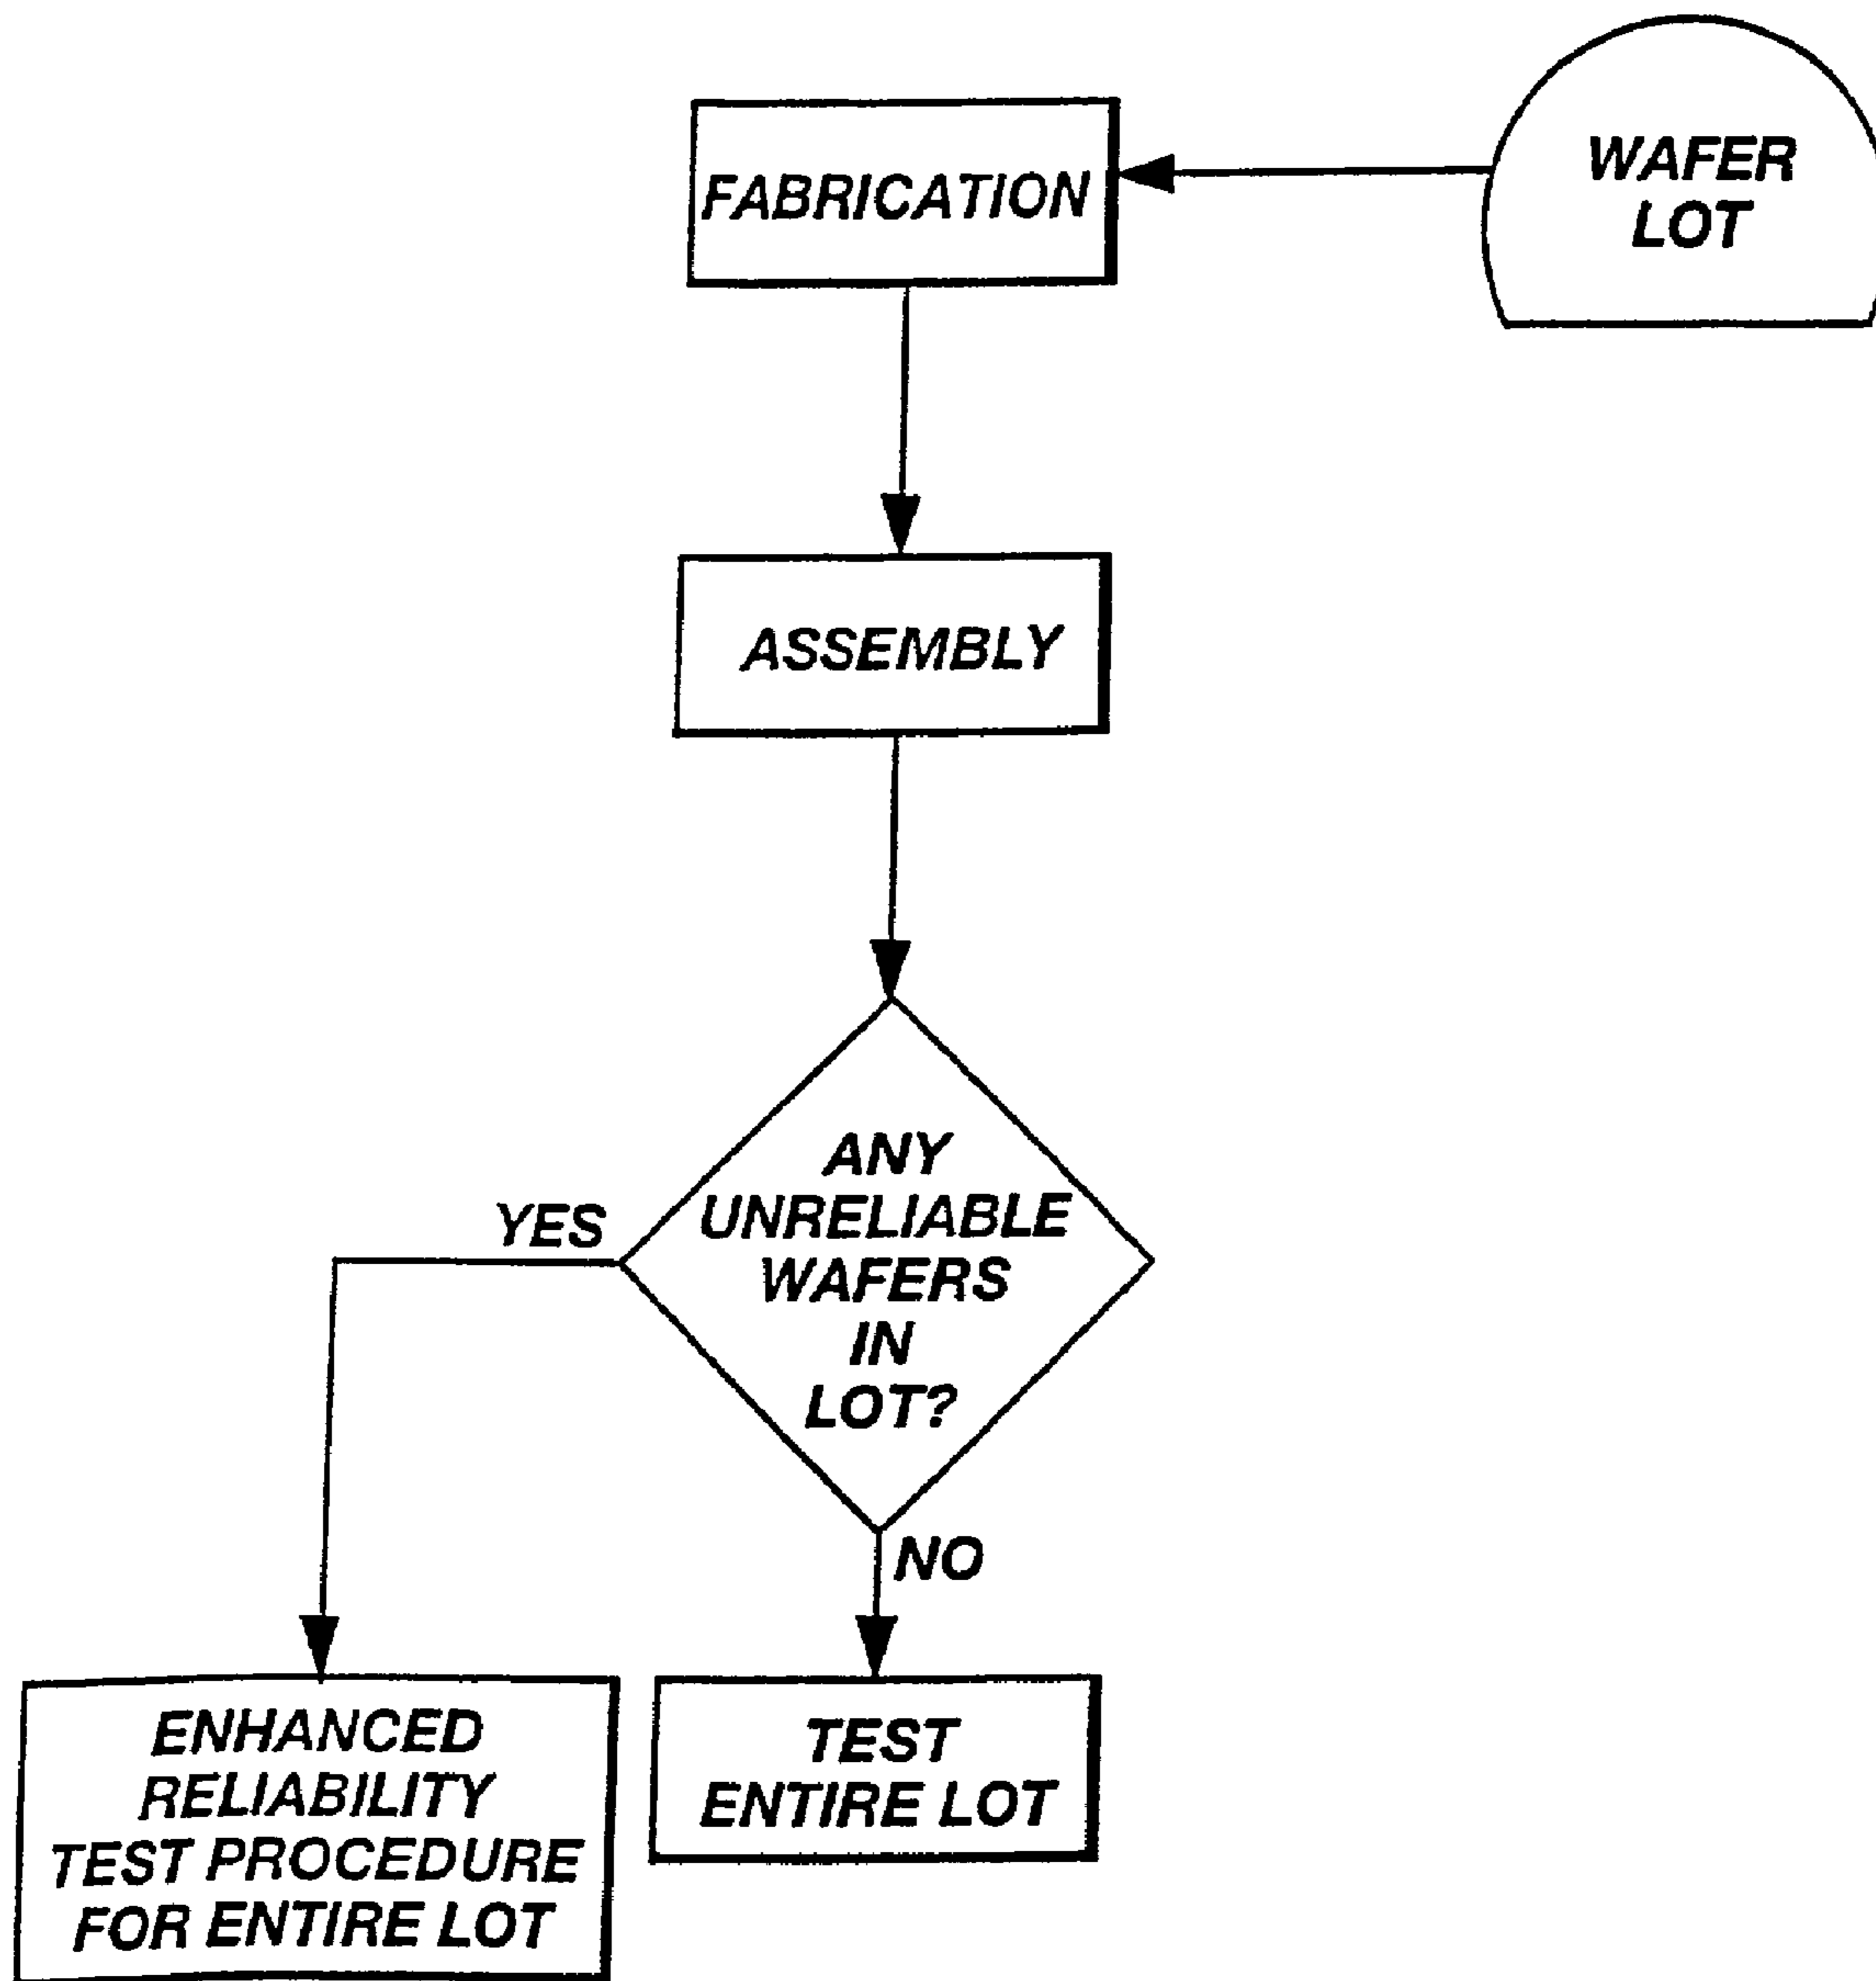 WAFER
LOT
FABRICATION
ASSEMBLY
ANY
UNRELIABLE
WAFERS
IN
LOT?
YES
NO
ENHANCED
RELIABILITY
TEST PROCEDURE
FOR ENTIRE LOT
TEST
ENTIRE LOT